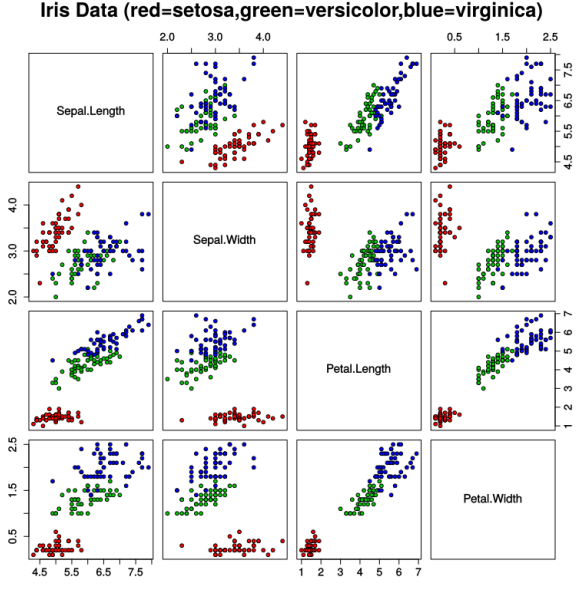 Iris Data (red=setosa,green=versicolor,blue=virginica)
2.0 3.0 4.0
0.5 1.5 2.5
Sepal.Length
4.5 5.5 6.5 7.5
2.0 3.0 4.0
Sepal.Width
Petal.Length
1 2 3 4 5 6 7
0.5 1.5 2.5
Petal.Width
4.5 5.5 6.5 7.5
1 2 3 4 5 6 7